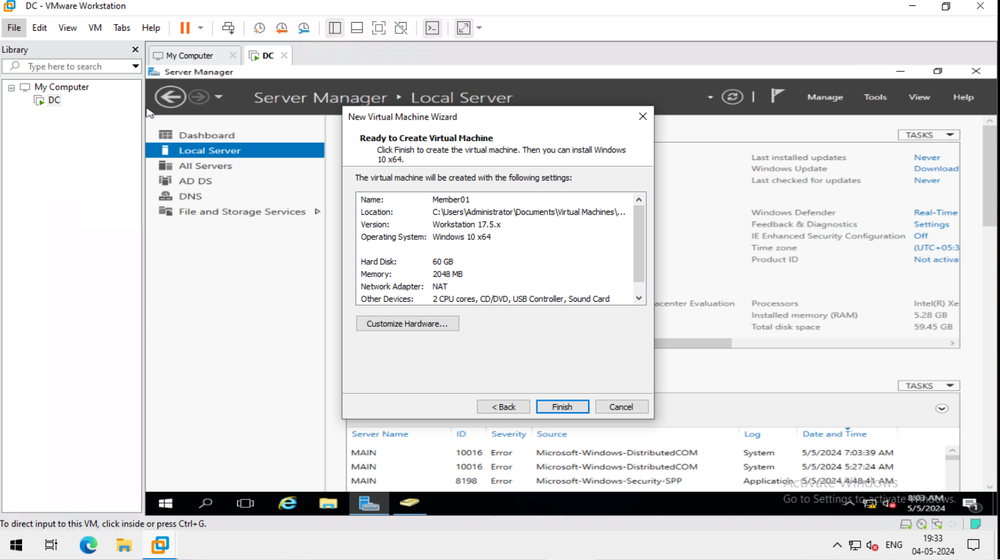 DC - VMware Workstation
File Edit View VM Tabs Help
Library
Type here to search
My Computer
DC
My Computer
DC
Server Manager
Server Manager ‣ Local Server
Manage Tools View Help
Dashboard
Local Server
All Servers
AD DS
DNS
File and Storage Services
New Virtual Machine Wizard
Ready to Create Virtual Machine
Click Finish to create the virtual machine. Then you can install Windows
10 x64.
The virtual machine will be created with the following settings:
Name: Member01
Location: C:\Users\Administrator\Documents\Virtual Machines\...
Version: Workstation 17.5.x
Operating System: Windows 10 x64
Hard Disk: 60 GB
Memory: 2048 MB
Network Adapter: NAT
Other Devices: 2 CPU cores, CD/DVD, USB Controller, Sound Card
Customize Hardware...
< Back Finish Cancel
TASKS
Last installed updates Never
Windows Update Download
Last checked for updates Never
Windows Defender Real-Time
Feedback & Diagnostics Settings
IE Enhanced Security Configuration Off
Time zone (UTC+05:3
Product ID Not activa
acenter Evaluation
Processors Intel(R) Xe
Installed memory (RAM) 5.28 GB
Total disk space 59.45 GB
TASKS
Server Name ID Severity Source Log Date and Time
MAIN 10016 Error Microsoft-Windows-DistributedCOM System 5/5/2024 7:03:39 AM
MAIN 10016 Error Microsoft-Windows-DistributedCOM System 5/5/2024 5:27:24 AM
MAIN 8198 Error Microsoft-Windows-Security-SPP Application 5/5/2024 4:48:41 AM
Activate Windows
Go to Settings to activate Windows.
8:03 AM
5/5/2024
1
To direct input to this VM, click inside or press Ctrl+G.
ENG
19:33
04-05-2024